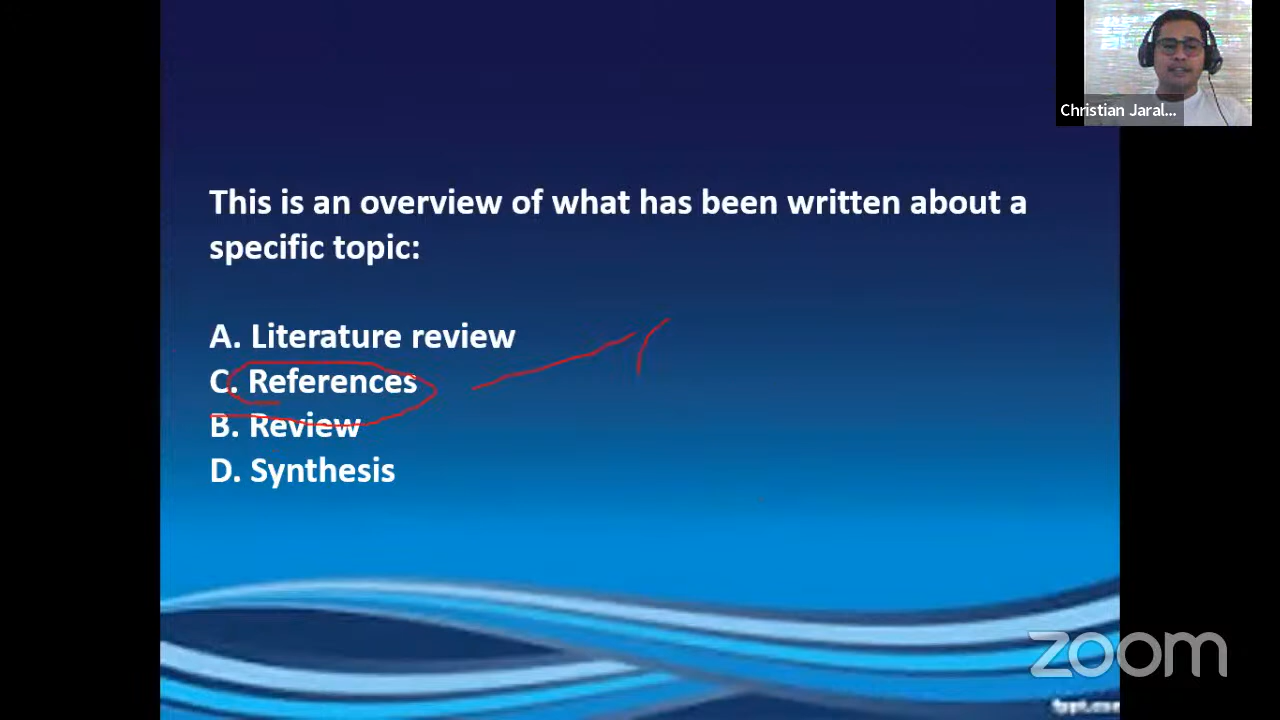 Christian Jaral...
This is an overview of what has been written about a
specific topic:
A. Literature review
C. References
B. Review
D. Synthesis
zoom